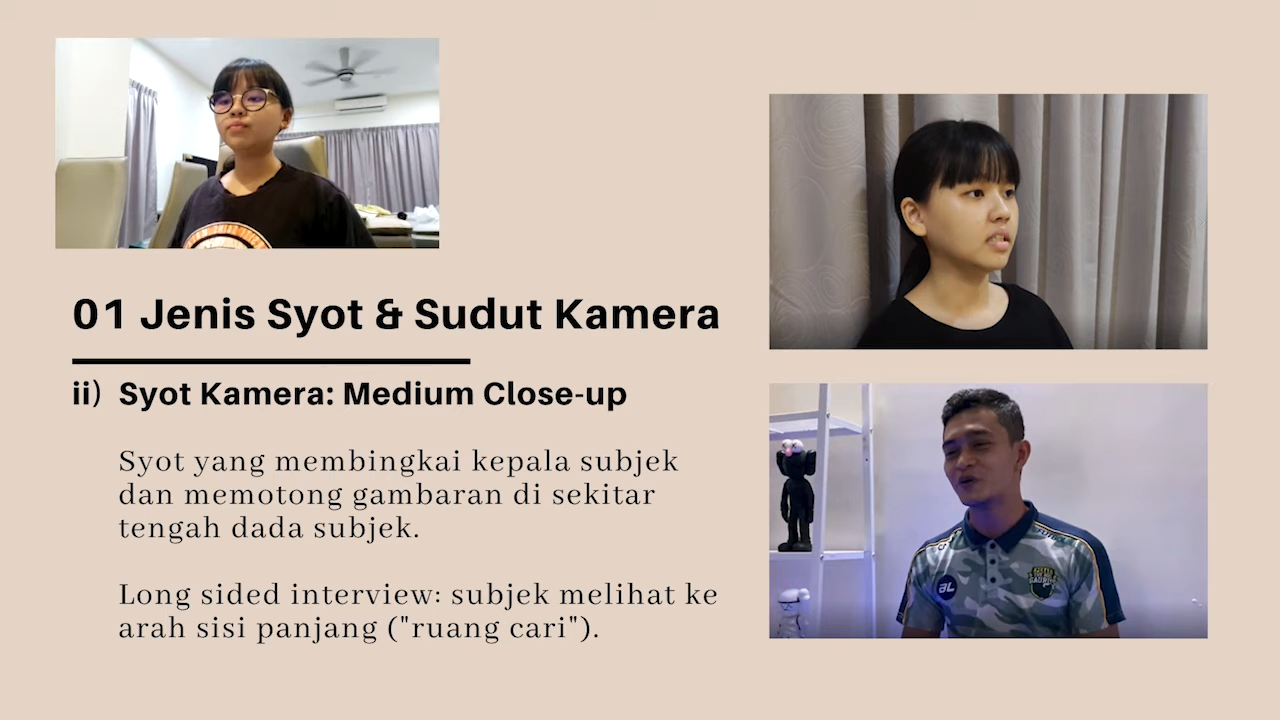 01 Jenis Syot & Sudut Kamera
ii) Syot Kamera: Medium Close-up
Syot yang membingkai kepala subjek
dan memotong gambaran di sekitar
tengah dada subjek.
Long sided interview: subjek melihat ke
arah sisi panjang ("ruang cari").